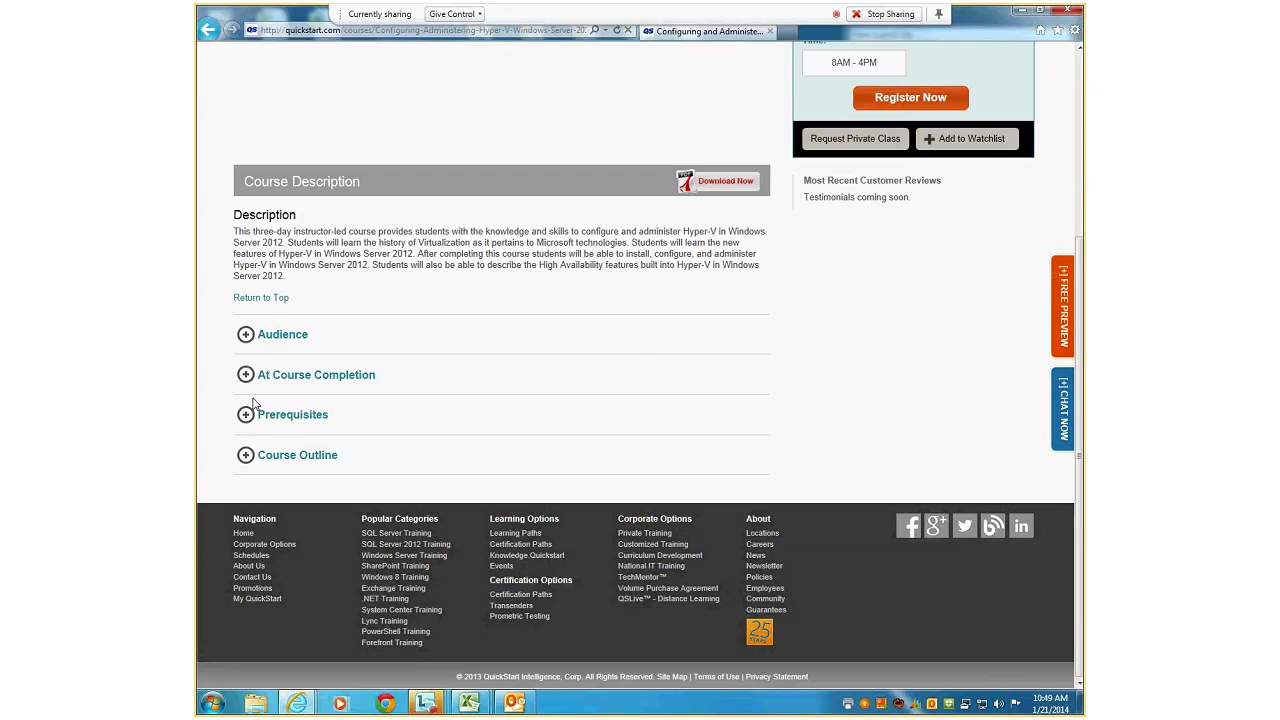 Currently sharing
Give Control
Stop Sharing
http://quickstart.com/courses/Configuring-Administering-Hyper-V-Windows-Server-20
Configuring and Administe...
8AM - 4PM
Register Now
Request Private Class
Add to Watchlist
Course Description
Download Now
Most Recent Customer Reviews
Testimonials coming soon.
Description
This three-day instructor-led course provides students with the knowledge and skills to configure and administer Hyper-V in Windows
Server 2012. Students will learn the history of Virtualization as it pertains to Microsoft technologies. Students will learn the new
features of Hyper-V in Windows Server 2012. After completing this course students will be able to install, configure, and administer
Hyper-V in Windows Server 2012. Students will also be able to describe the High Availability features built into Hyper-V in Windows
Server 2012.
Return to Top
Audience
At Course Completion
Prerequisites
Course Outline
[+] FREE PREVIEW
[+] CHAT NOW
Navigation
Home
Corporate Options
Schedules
About Us
Contact Us
Promotions
My QuickStart
Popular Categories
SQL Server Training
SQL Server 2012 Training
Windows Server Training
SharePoint Training
Windows 8 Training
Exchange Training
.NET Training
System Center Training
Lync Training
PowerShell Training
Forefront Training
Learning Options
Learning Paths
Certification Paths
Knowledge Quickstart
Events
Certification Options
Certification Paths
Transenders
Prometric Testing
Corporate Options
Private Training
Customized Training
Curriculum Development
National IT Training
TechMentor™
Volume Purchase Agreement
QSLive™ - Distance Learning
About
Locations
Careers
News
Newsletter
Policies
Employees
Community
Guarantees
25
YEARS
© 2013 QuickStart Intelligence, Corp. All Rights Reserved. Site Map | Terms of Use | Privacy Statement
10:49 AM
1/21/2014